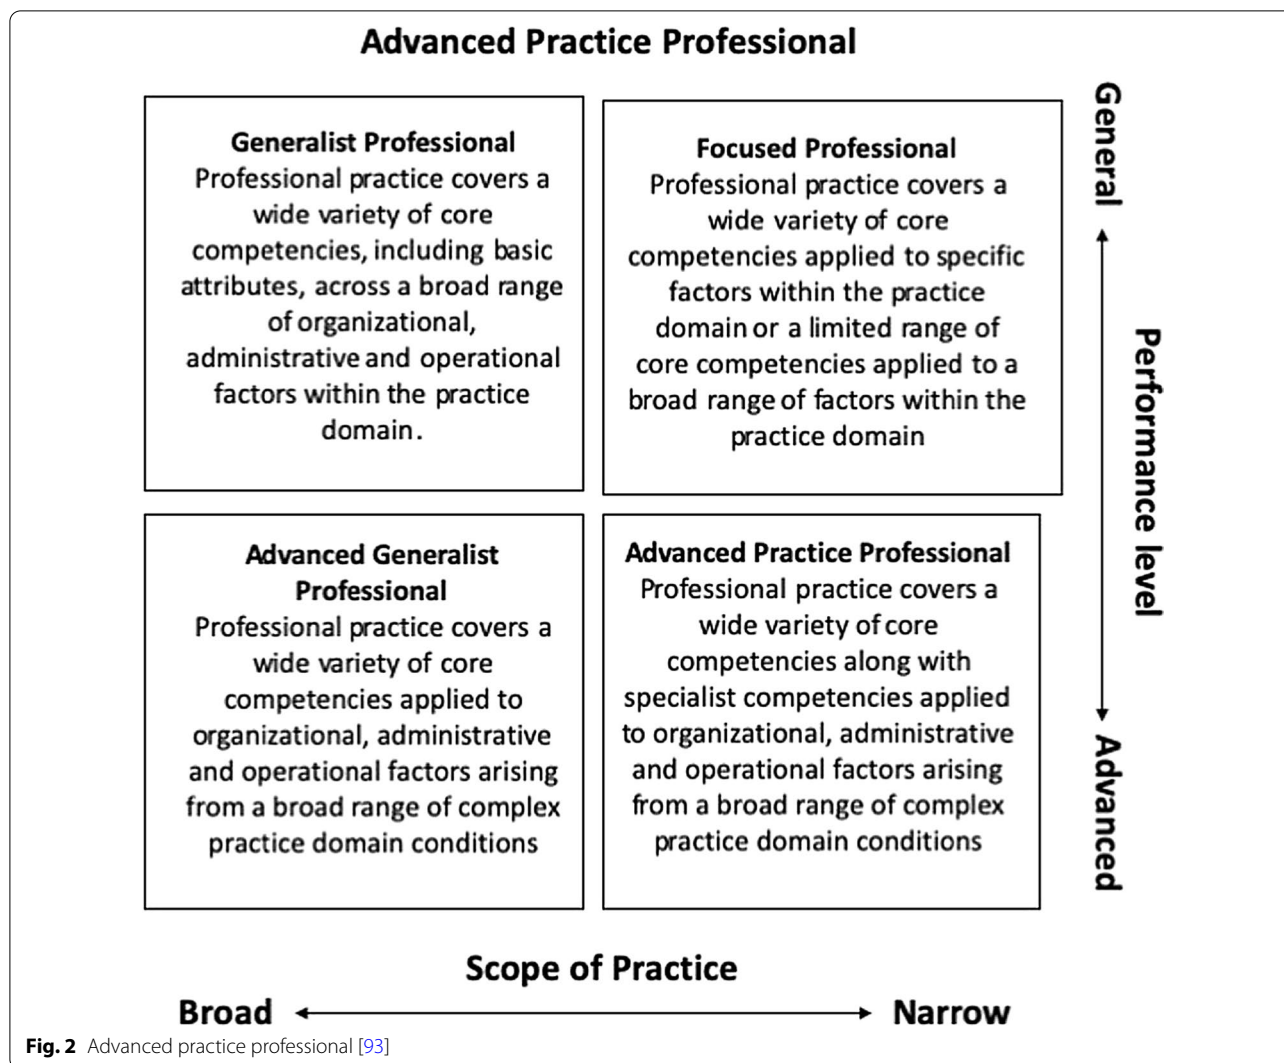 Advanced Practice Professional
Generalist Professional
Professional practice covers a
wide variety of core
competencies, including basic
attributes, across a broad range
of organizational,
administrative and operational
factors within the practice
domain.
Focused Professional
Professional practice covers a
wide variety of core
competencies applied to specific
factors within the practice
domain or a limited range of
core competencies applied to a
broad range of factors within the
practice domain
Advanced Generalist
Professional
Professional practice covers a
wide variety of core
competencies applied to
organizational, administrative
and operational factors arising
from a broad range of complex
practice domain conditions
Advanced Practice Professional
Professional practice covers a
wide variety of core
competencies along with
specialist competencies applied
to organizational, administrative
and operational factors arising
from a broad range of complex
practice domain conditions
General
Performance level
Advanced
Scope of Practice
Broad
Narrow
Fig. 2 Advanced practice professional [93]